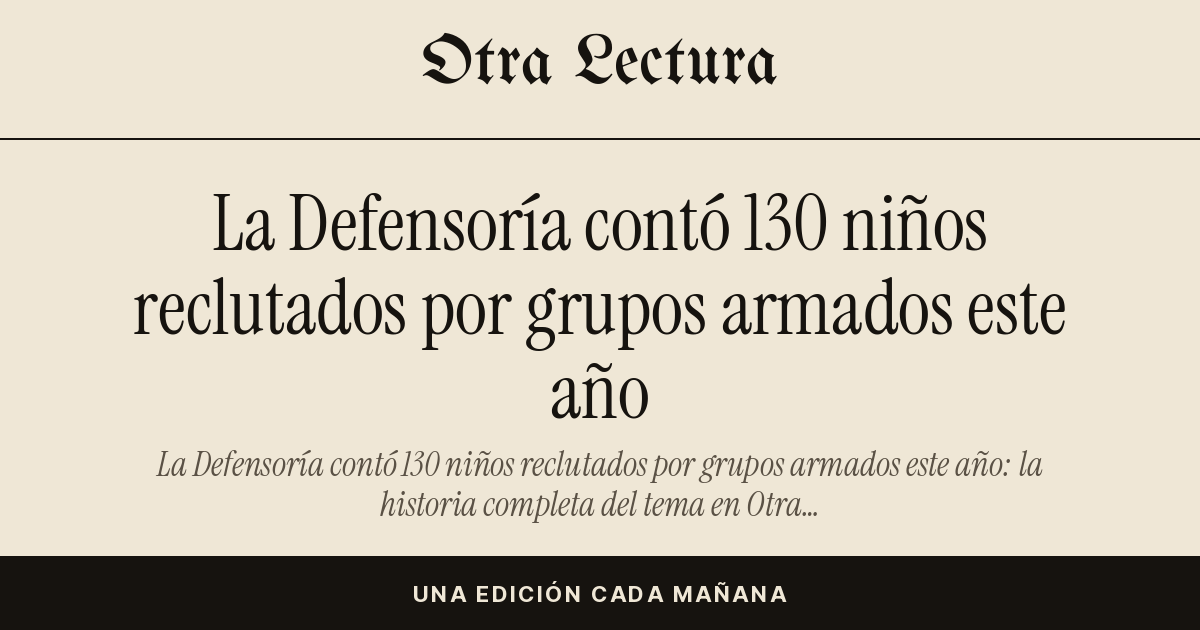 Otra Lectura
La Defensoría contó 130 niños
reclutados por grupos armados este
año
La Defensoría contó 130 niños reclutados por grupos armados este año: la
historia completa del tema en Otra...
UNA EDICIÓN CADA MAÑANA